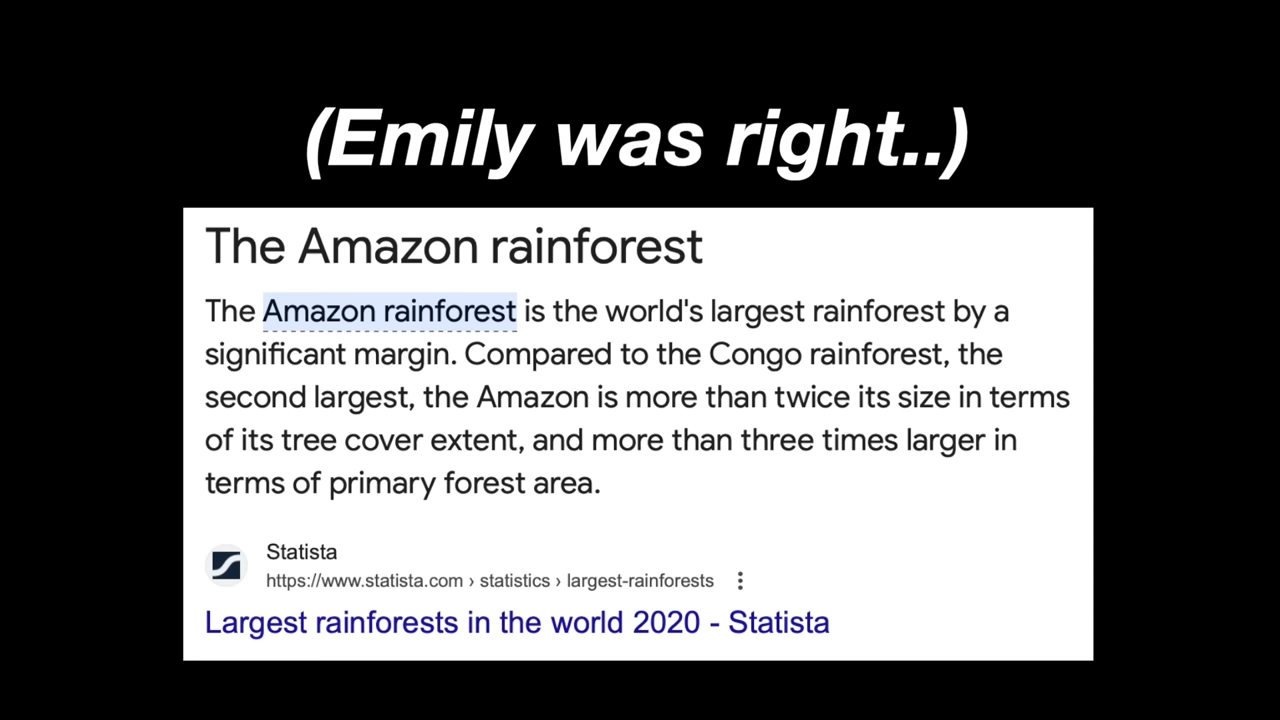 (Emily was right..)
The Amazon rainforest
The Amazon rainforest is the world's largest rainforest by a
significant margin. Compared to the Congo rainforest, the
second largest, the Amazon is more than twice its size in terms
of its tree cover extent, and more than three times larger in
terms of primary forest area.
Statista
https://www.statista.com › statistics › largest-rainforests
Largest rainforests in the world 2020 - Statista